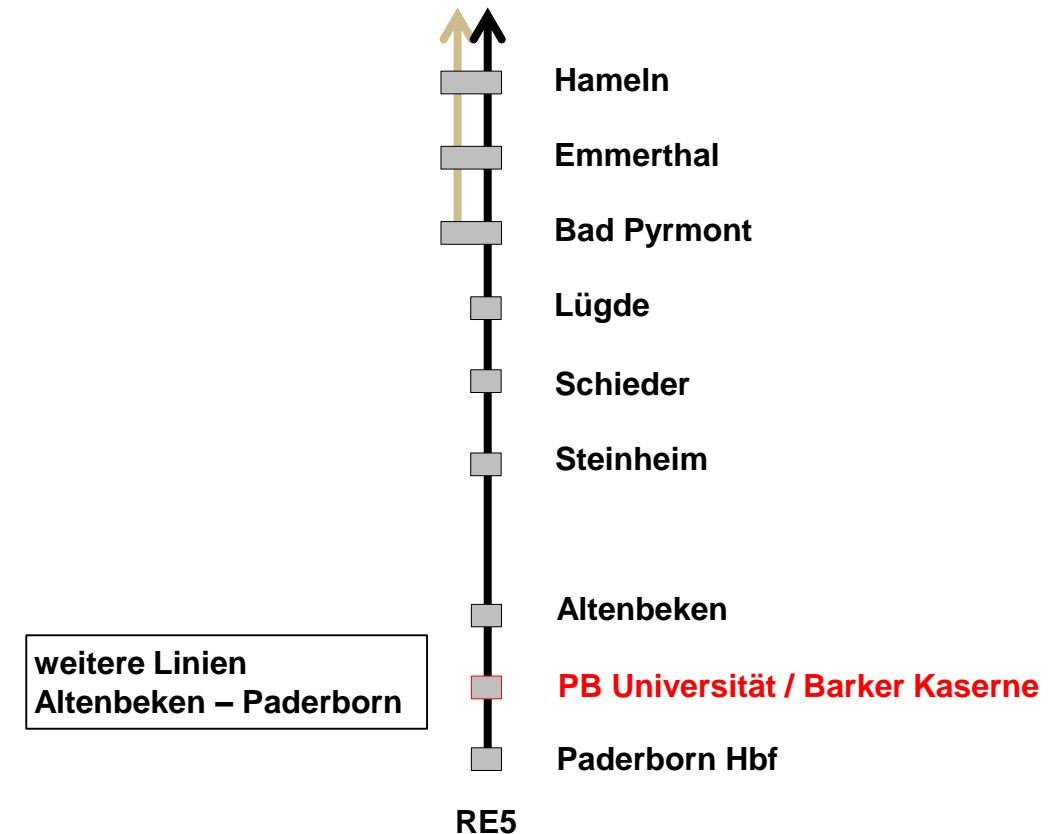 Hameln
Emmerthal
Bad Pyrmont
Lügde
Schieder
Steinheim
Altenbeken
weitere Linien
Altenbeken – Paderborn
PB Universität / Barker Kaserne
Paderborn Hbf
RE5